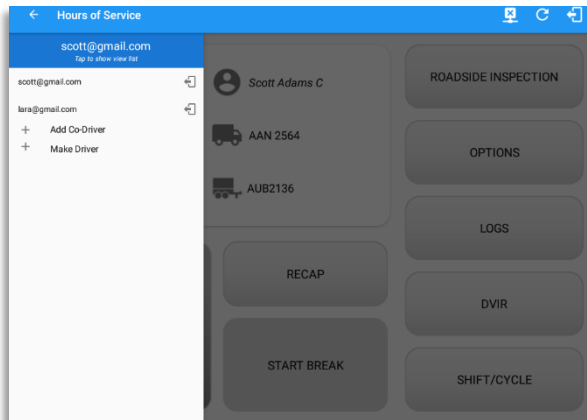 Hours of Service
scott@gmail.com
Tap to show view list
scott@gmail.com
lara@gmail.com
+ Add Co-Driver
+ Make Driver
Scott Adams C
AAN 2564
AUB2136
RECAP
START BREAK
ROADSIDE INSPECTION
OPTIONS
LOGS
DVIR
SHIFT/CYCLE